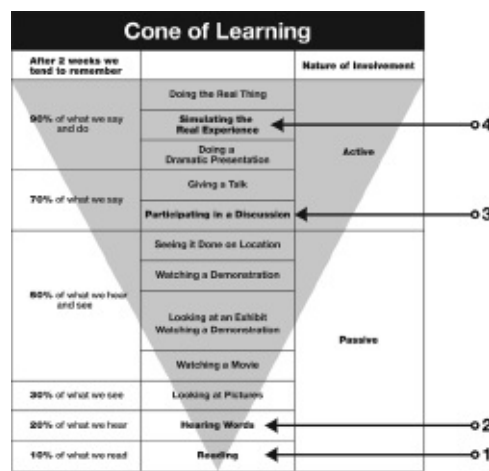 Cone of Learning
After 2 weeks we
tend to remember
Nature of Involvement
90% of what we say
and do
Doing the Real Thing
Simulating the
Real Experience
4
Doing a
Dramatic Presentation
Active
70% of what we say
Giving a Talk
Participating in a Discussion
3
50% of what we hear
and see
Seeing it Done on Location
Watching a Demonstration
Looking at an Exhibit
Watching a Demonstration
Watching a Movie
Passive
30% of what we see
Looking at Pictures
20% of what we hear
Hearing Words
2
10% of what we read
Reading
1